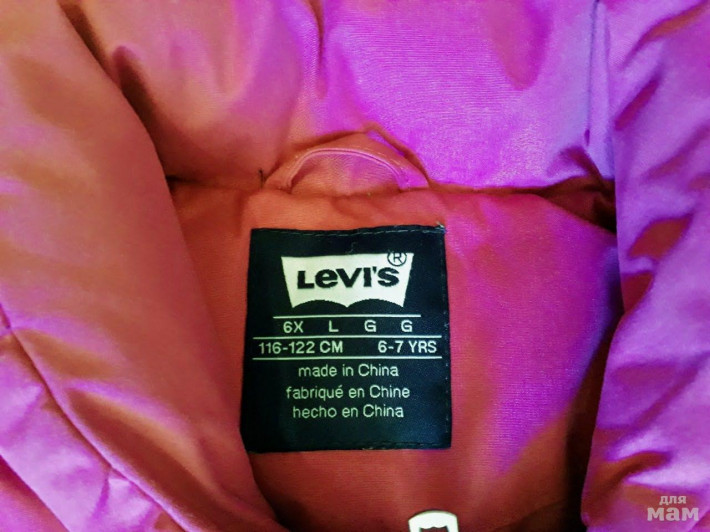 LEVI'S®
6X L G G
116-122 CM 6-7 YRS
made in China
fabriqué en Chine
hecho en China
для
мам